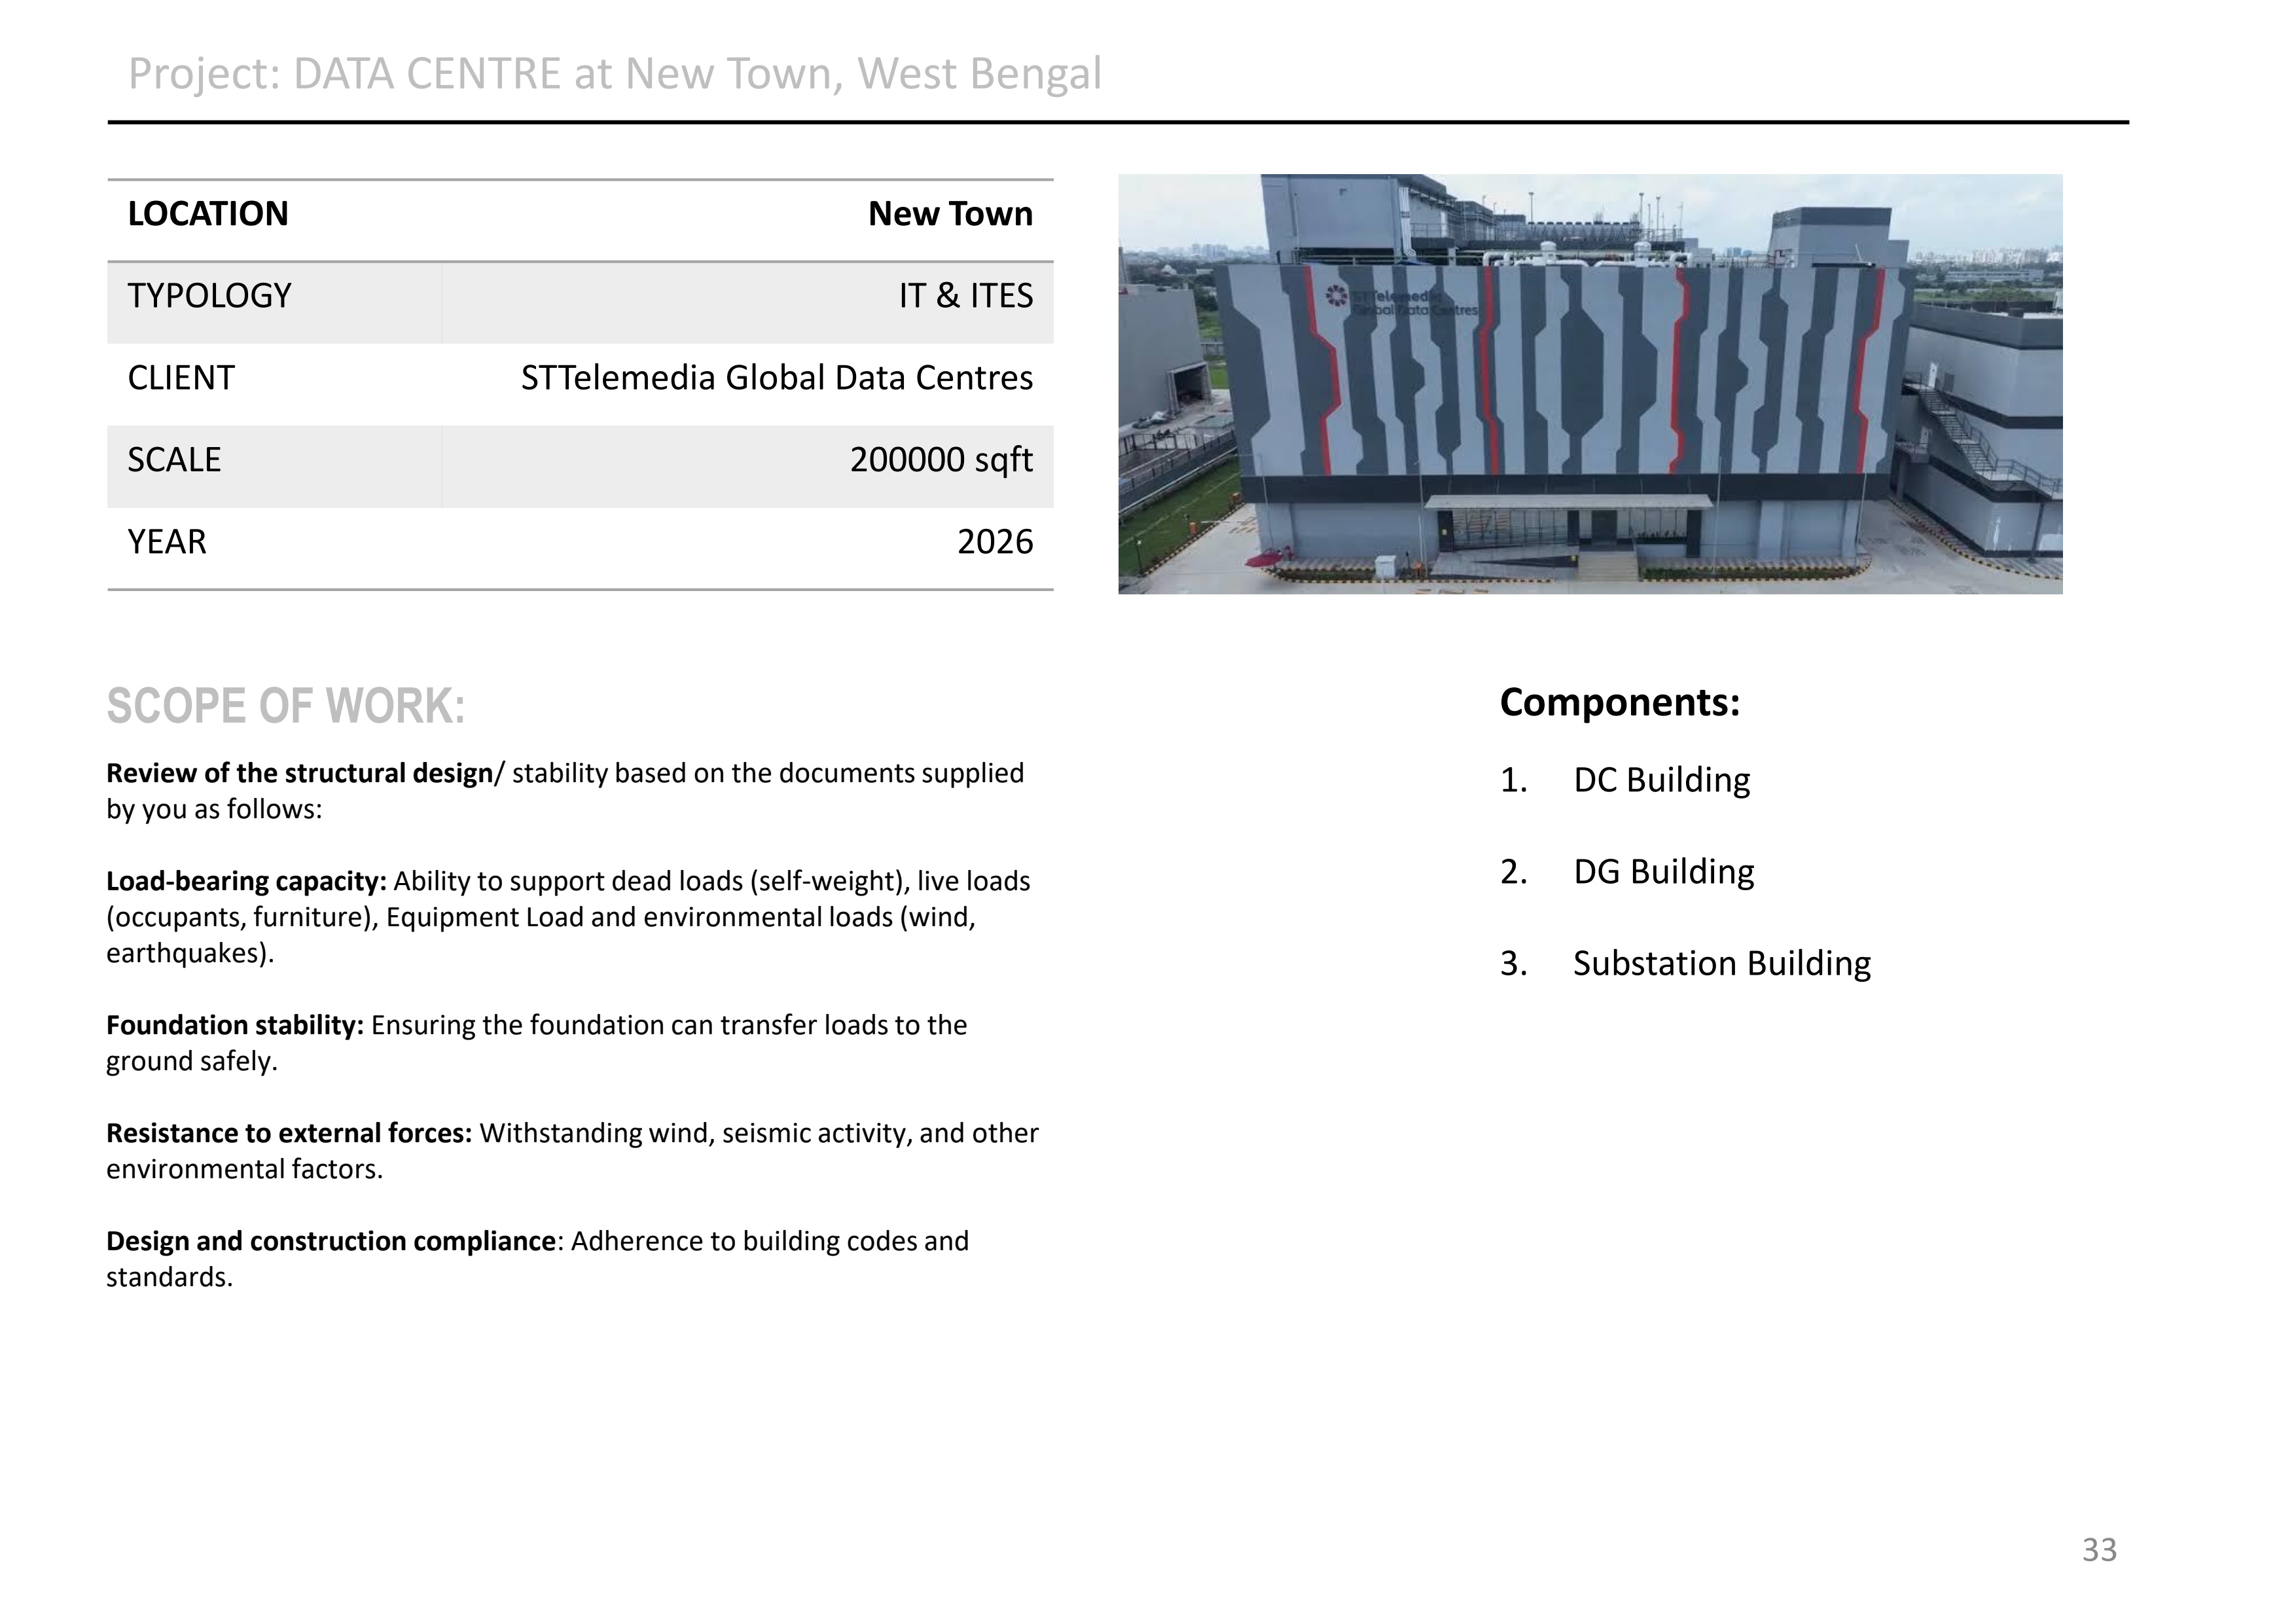 Project: DATA CENTRE at New Town, West Bengal
LOCATION New Town
TYPOLOGY IT & ITES
CLIENT STTelemedia Global Data Centres
SCALE 200000 sqft
YEAR 2026
STTelemedia
Global Data Centres
SCOPE OF WORK:
Review of the structural design/ stability based on the documents supplied
by you as follows:
Load-bearing capacity: Ability to support dead loads (self-weight), live loads
(occupants, furniture), Equipment Load and environmental loads (wind,
earthquakes).
Foundation stability: Ensuring the foundation can transfer loads to the
ground safely.
Resistance to external forces: Withstanding wind, seismic activity, and other
environmental factors.
Design and construction compliance: Adherence to building codes and
standards.
Components:
1. DC Building
2. DG Building
3. Substation Building
33